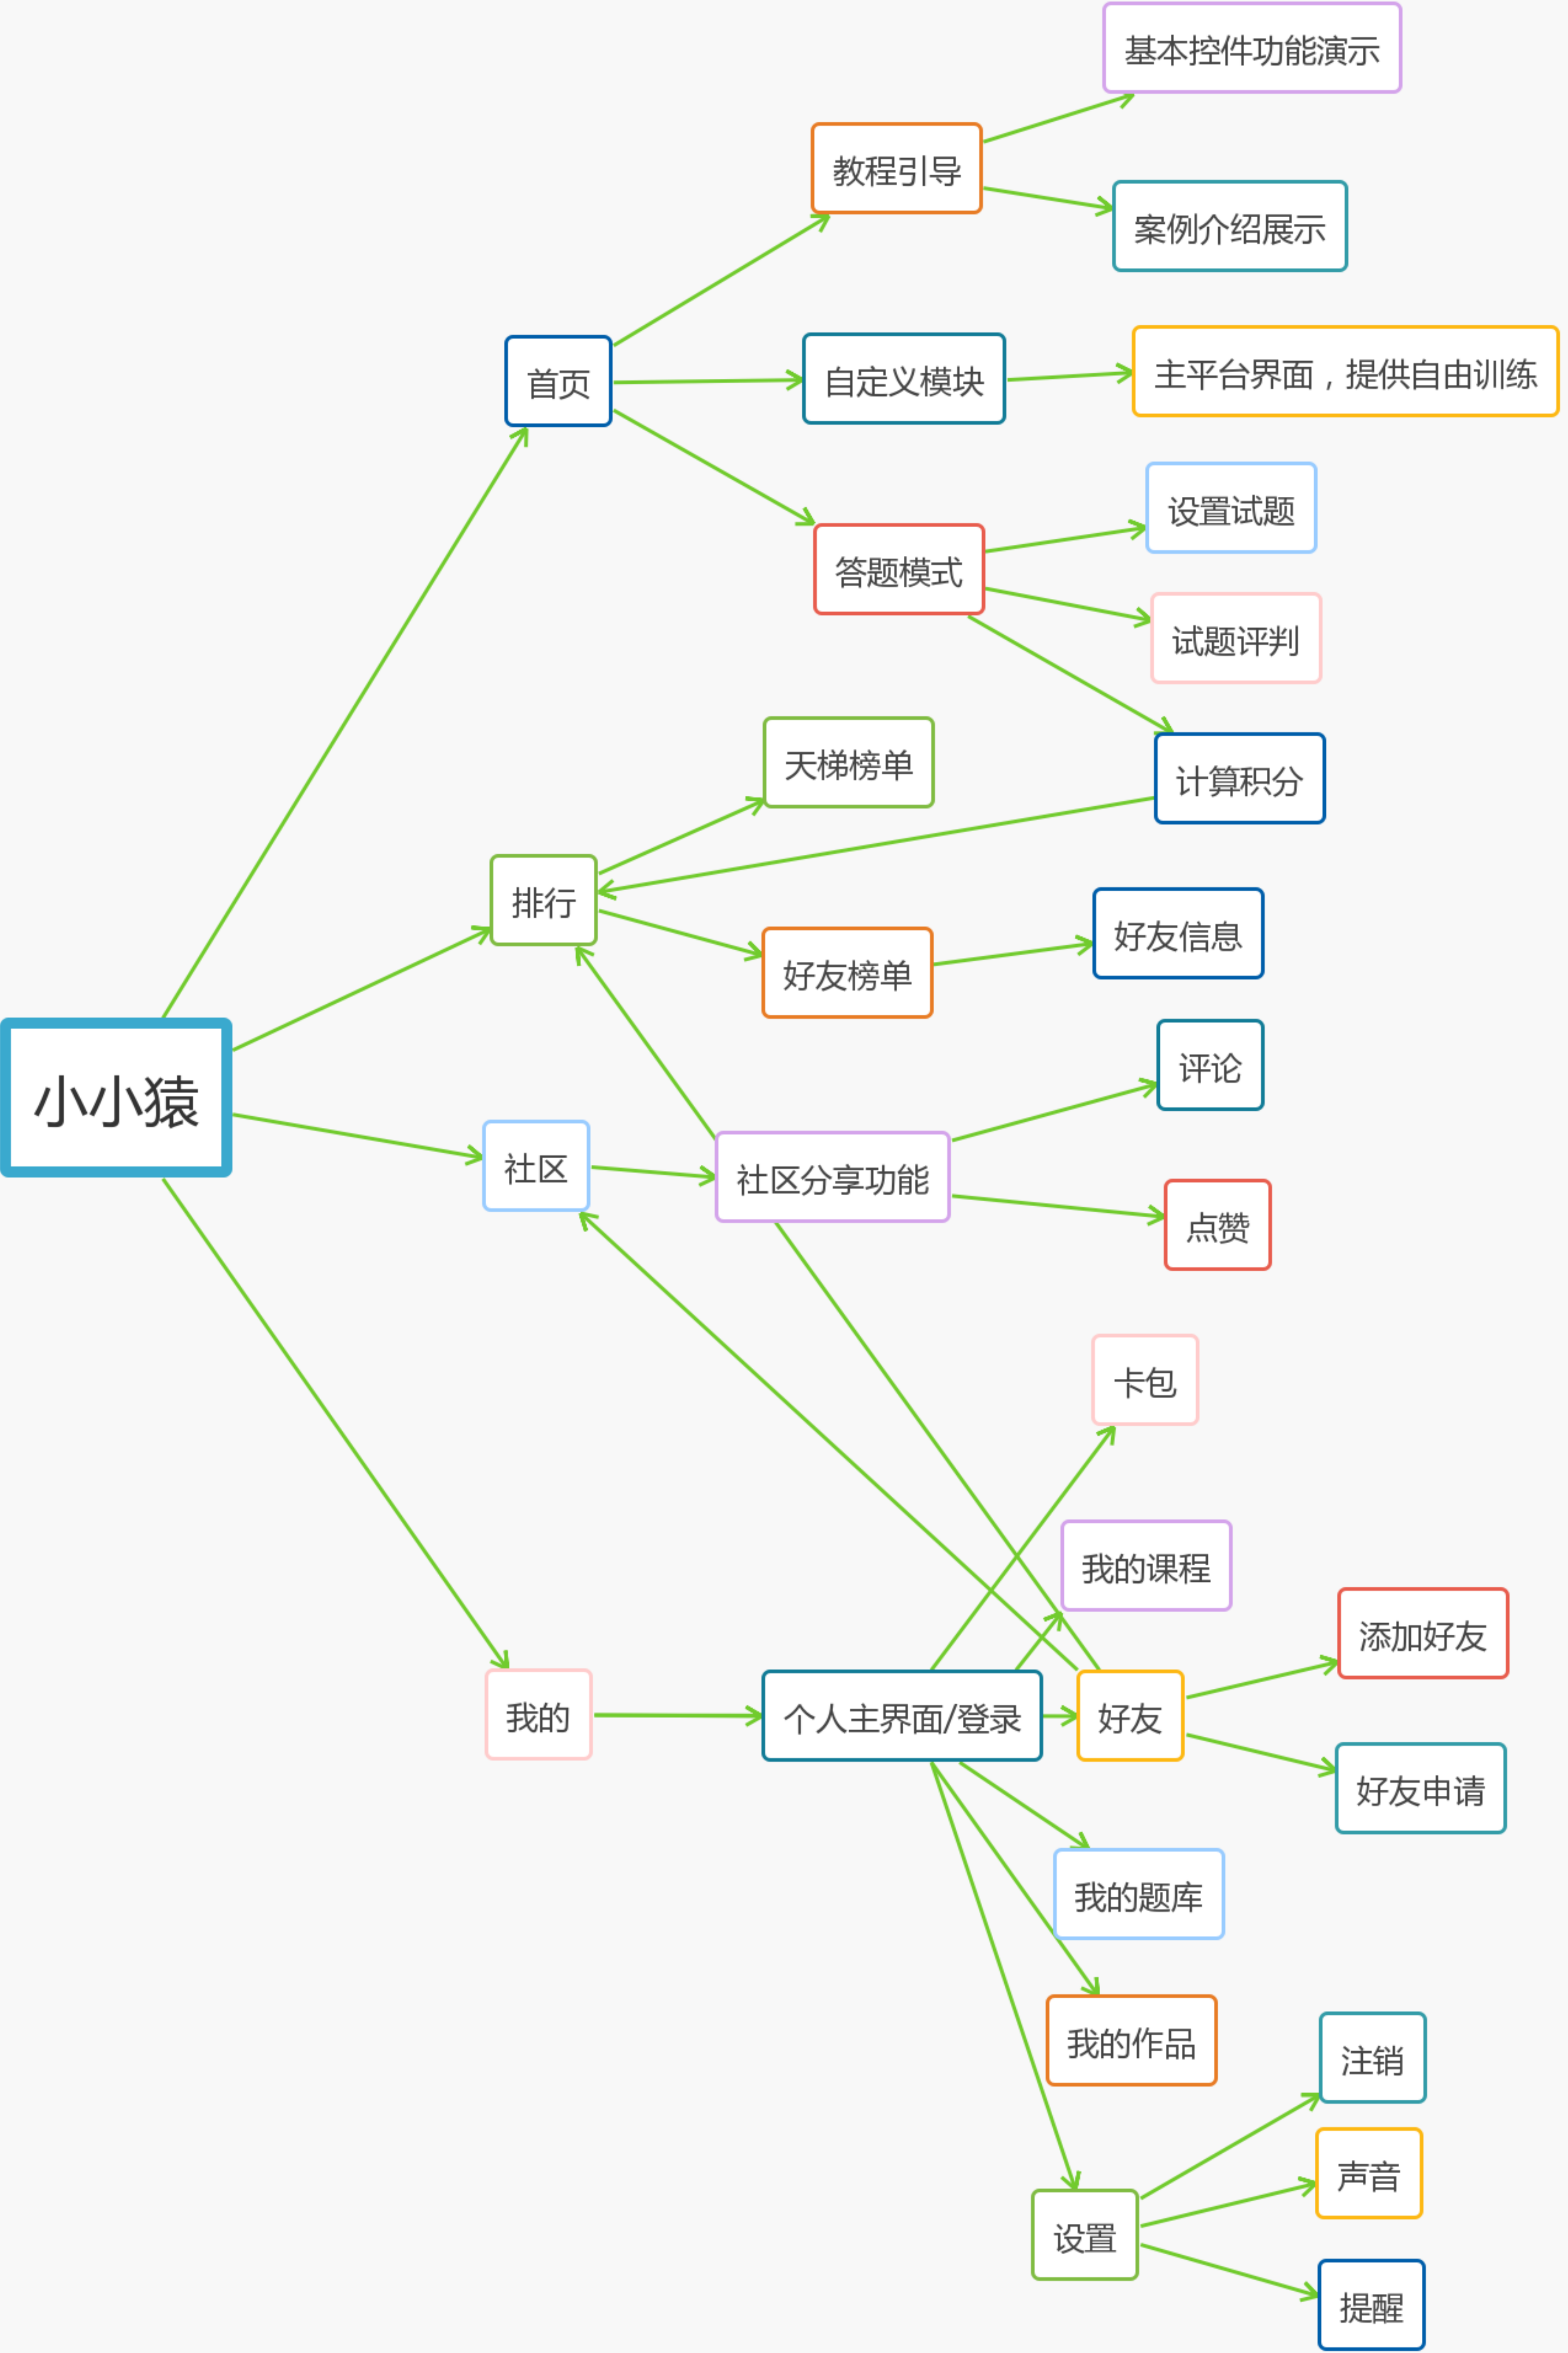 基本控件功能演示
教程引导
案例介绍展示
首页
自定义模块
主平台界面，提供自由训练
设置试题
答题模式
试题评判
天梯榜单
计算积分
排行
好友信息
好友榜单
小小猿
评论
社区
社区分享功能
点赞
卡包
我的课程
添加好友
我的
个人主界面/登录
好友
好友申请
我的题库
我的作品
注销
声音
设置
提醒